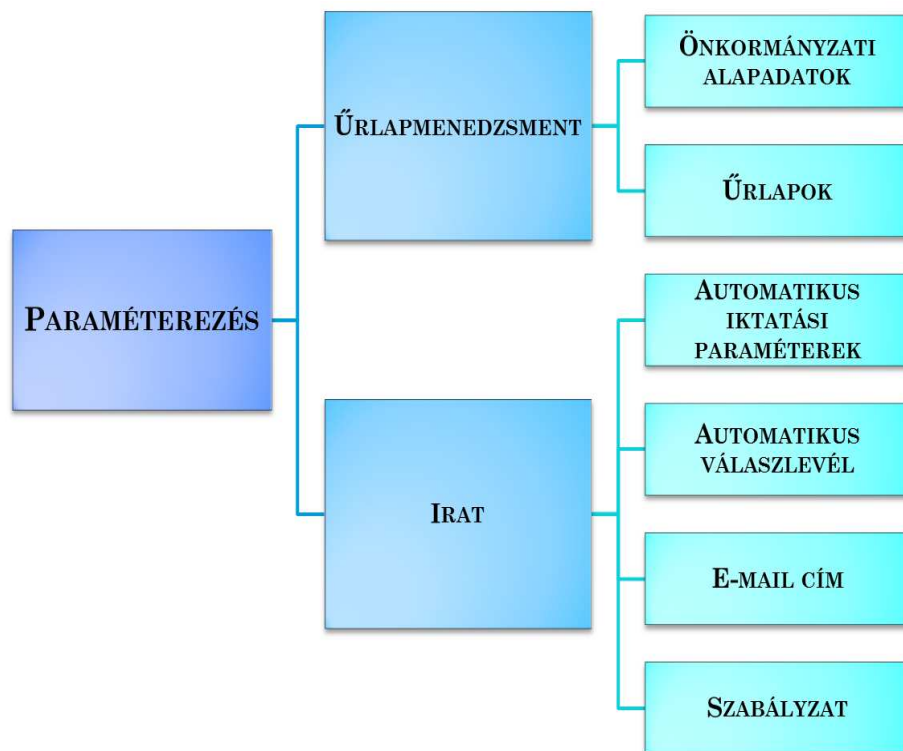 PARAMÉTEREZÉS
ŰRLAPMENEDZSMENT
ÖNKORMÁNYZATI
ALAPADATOK
ŰRLAPOK
IRAT
AUTOMATIKUS
IKTATÁSI
PARAMÉTEREK
AUTOMATIKUS
VÁLASZLEVÉL
E-MAIL CÍM
SZABÁLYZAT